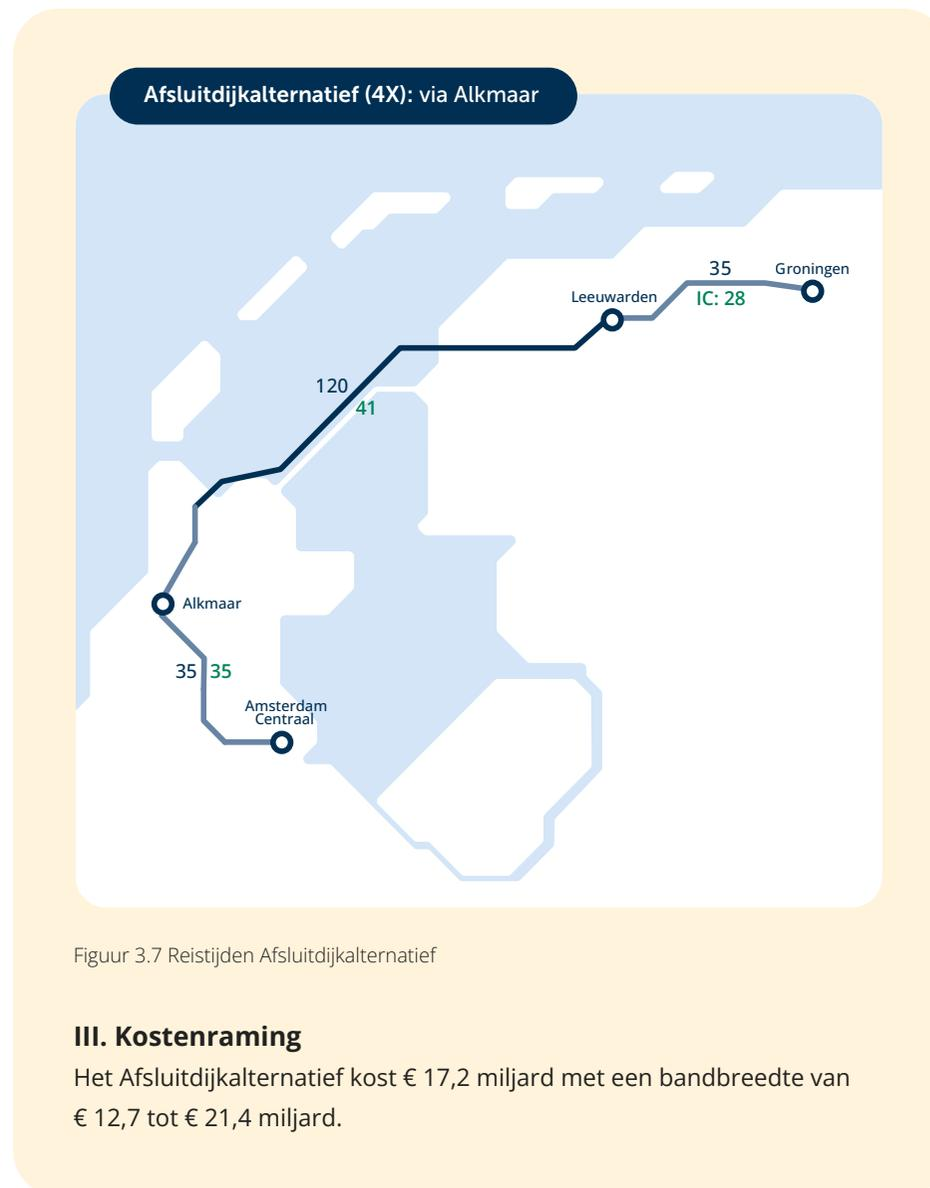 Afsluitdijkalternatief (4X): via Alkmaar
35
Groningen
Leeuwarden
IC: 28
120
41
Alkmaar
35 35
Amsterdam
Centraal
Figuur 3.7 Reistijden Afsluitdijkalternatief
III. Kostenraming
Het Afsluitdijkalternatief kost € 17,2 miljard met een bandbreedte van
€ 12,7 tot € 21,4 miljard.